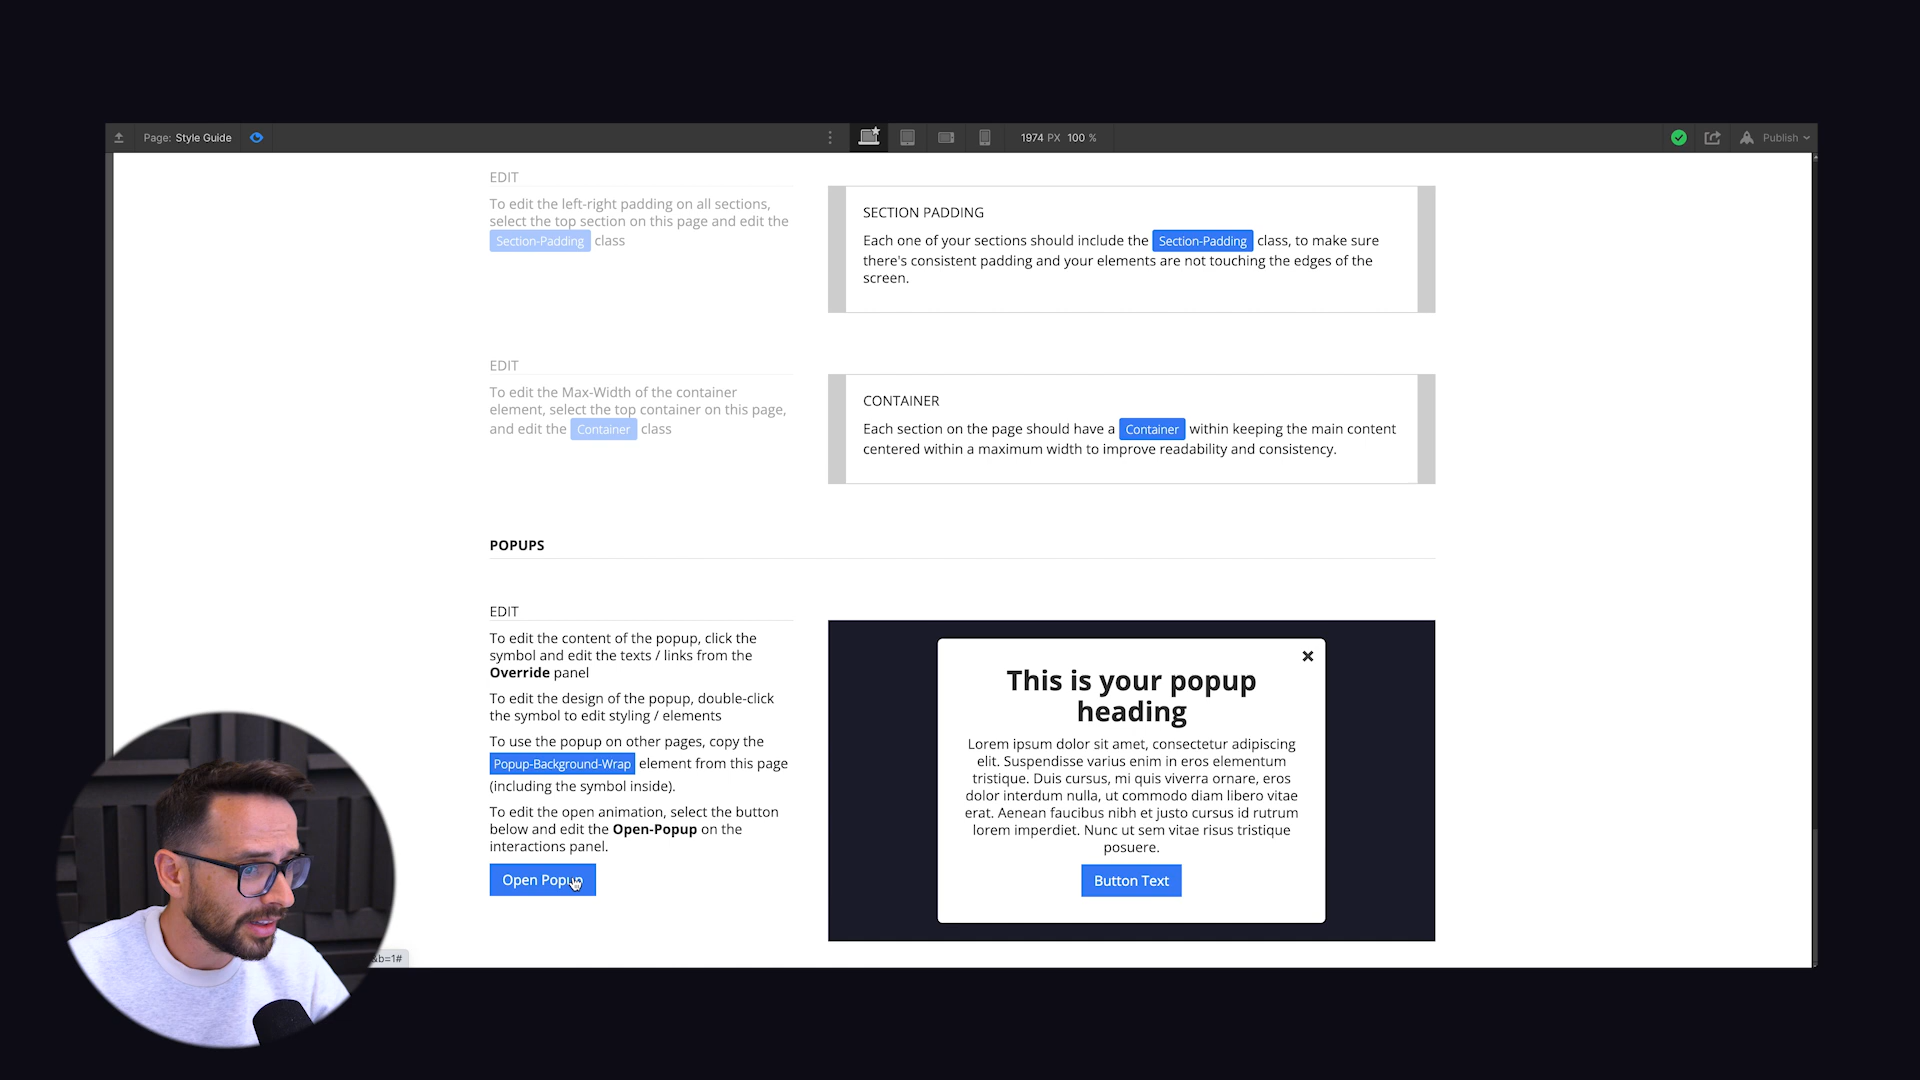 Page: Style Guide
1974 PX 100 %
Publish
EDIT
To edit the left-right padding on all sections,
select the top section on this page and edit the
Section-Padding class
SECTION PADDING
Each one of your sections should include the Section-Padding class, to make sure
there's consistent padding and your elements are not touching the edges of the
screen.
EDIT
To edit the Max-Width of the container
element, select the top container on this page,
and edit the Container class
CONTAINER
Each section on the page should have a Container within keeping the main content
centered within a maximum width to improve readability and consistency.
POPUPS
EDIT
To edit the content of the popup, click the
symbol and edit the texts / links from the
Override panel
To edit the design of the popup, double-click
the symbol to edit styling / elements
To use the popup on other pages, copy the
Popup-Background-Wrap element from this page
(including the symbol inside).
To edit the open animation, select the button
below and edit the Open-Popup on the
interactions panel.
Open Popup
This is your popup
heading
Lorem ipsum dolor sit amet, consectetur adipiscing
elit. Suspendisse varius enim in eros elementum
tristique. Duis cursus, mi quis viverra ornare, eros
dolor interdum nulla, ut commodo diam libero vitae
erat. Aenean faucibus nibh et justo cursus id rutrum
lorem imperdiet. Nunc ut sem vitae risus tristique
posuere.
Button Text
&b=1#